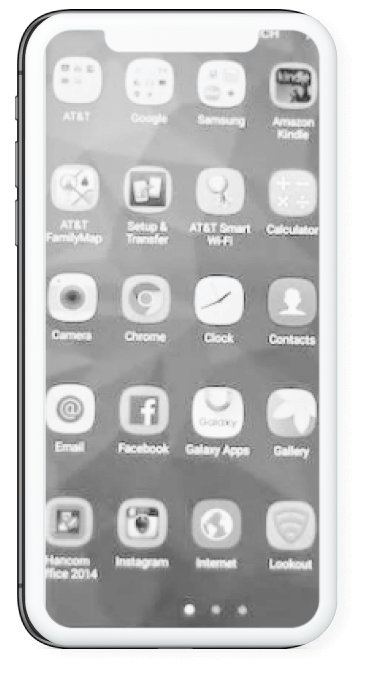 CH
AT&T
Google
Samsung
kindle
Amazon
Kindle
AT&T
FamilyMap
Setup &
Transfer
AT&T Smart
Wi-Fi
Calculator
Camera
Chrome
Clock
Contacts
@
Email
f
Facebook
Galaxy
Galaxy Apps
Gallery
Hancom
ffice 2014
Instagram
Internet
Lookout